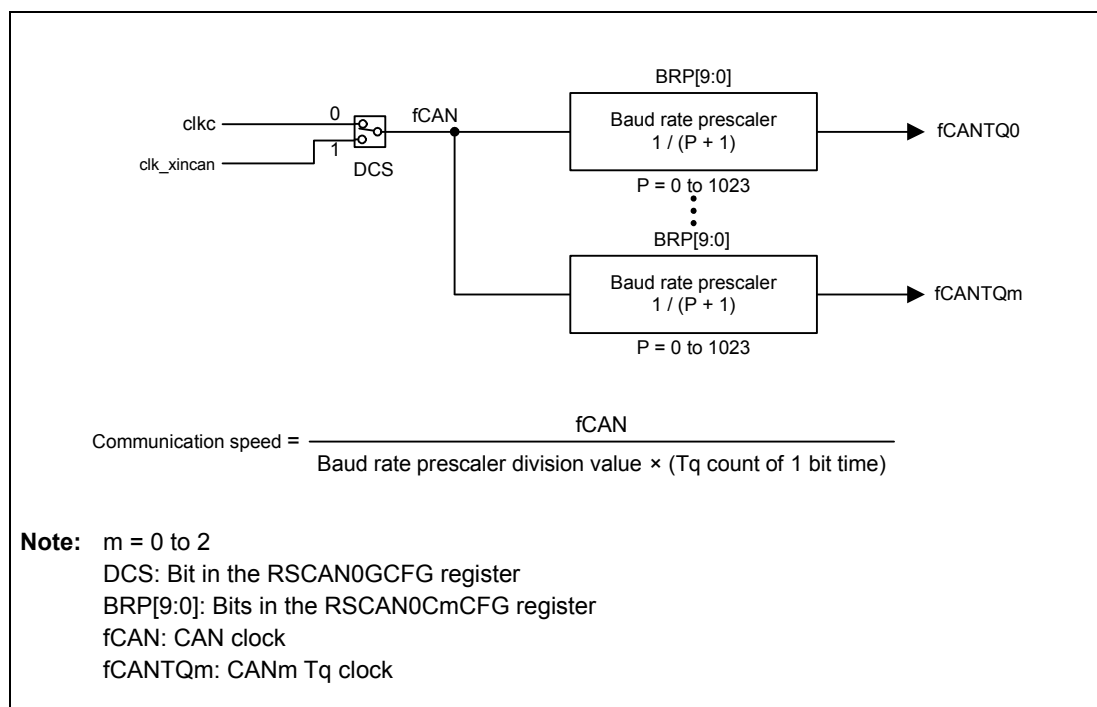 BRP[9:0]
clkc
0
fCAN
Baud rate prescaler
1 / (P + 1)
fCANTQ0
clk_xincan
1
DCS
P = 0 to 1023
BRP[9:0]
Baud rate prescaler
1 / (P + 1)
fCANTQm
P = 0 to 1023
fCAN
Communication speed =
Baud rate prescaler division value × (Tq count of 1 bit time)
Note: m = 0 to 2
DCS: Bit in the RSCAN0GCFG register
BRP[9:0]: Bits in the RSCAN0CmCFG register
fCAN: CAN clock
fCANTQm: CANm Tq clock